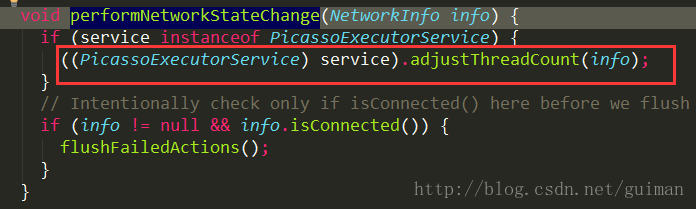 void performNetworkStateChange(NetworkInfo info) {
if (service instanceof PicassoExecutorService) {
((PicassoExecutorService) service).adjustThreadCount(info);
}
// Intentionally check only if isConnected() here before we flush
if (info != null && info.isConnected()) {
flushFailedActions();
}
}
http://blog.csdn.net/guiman